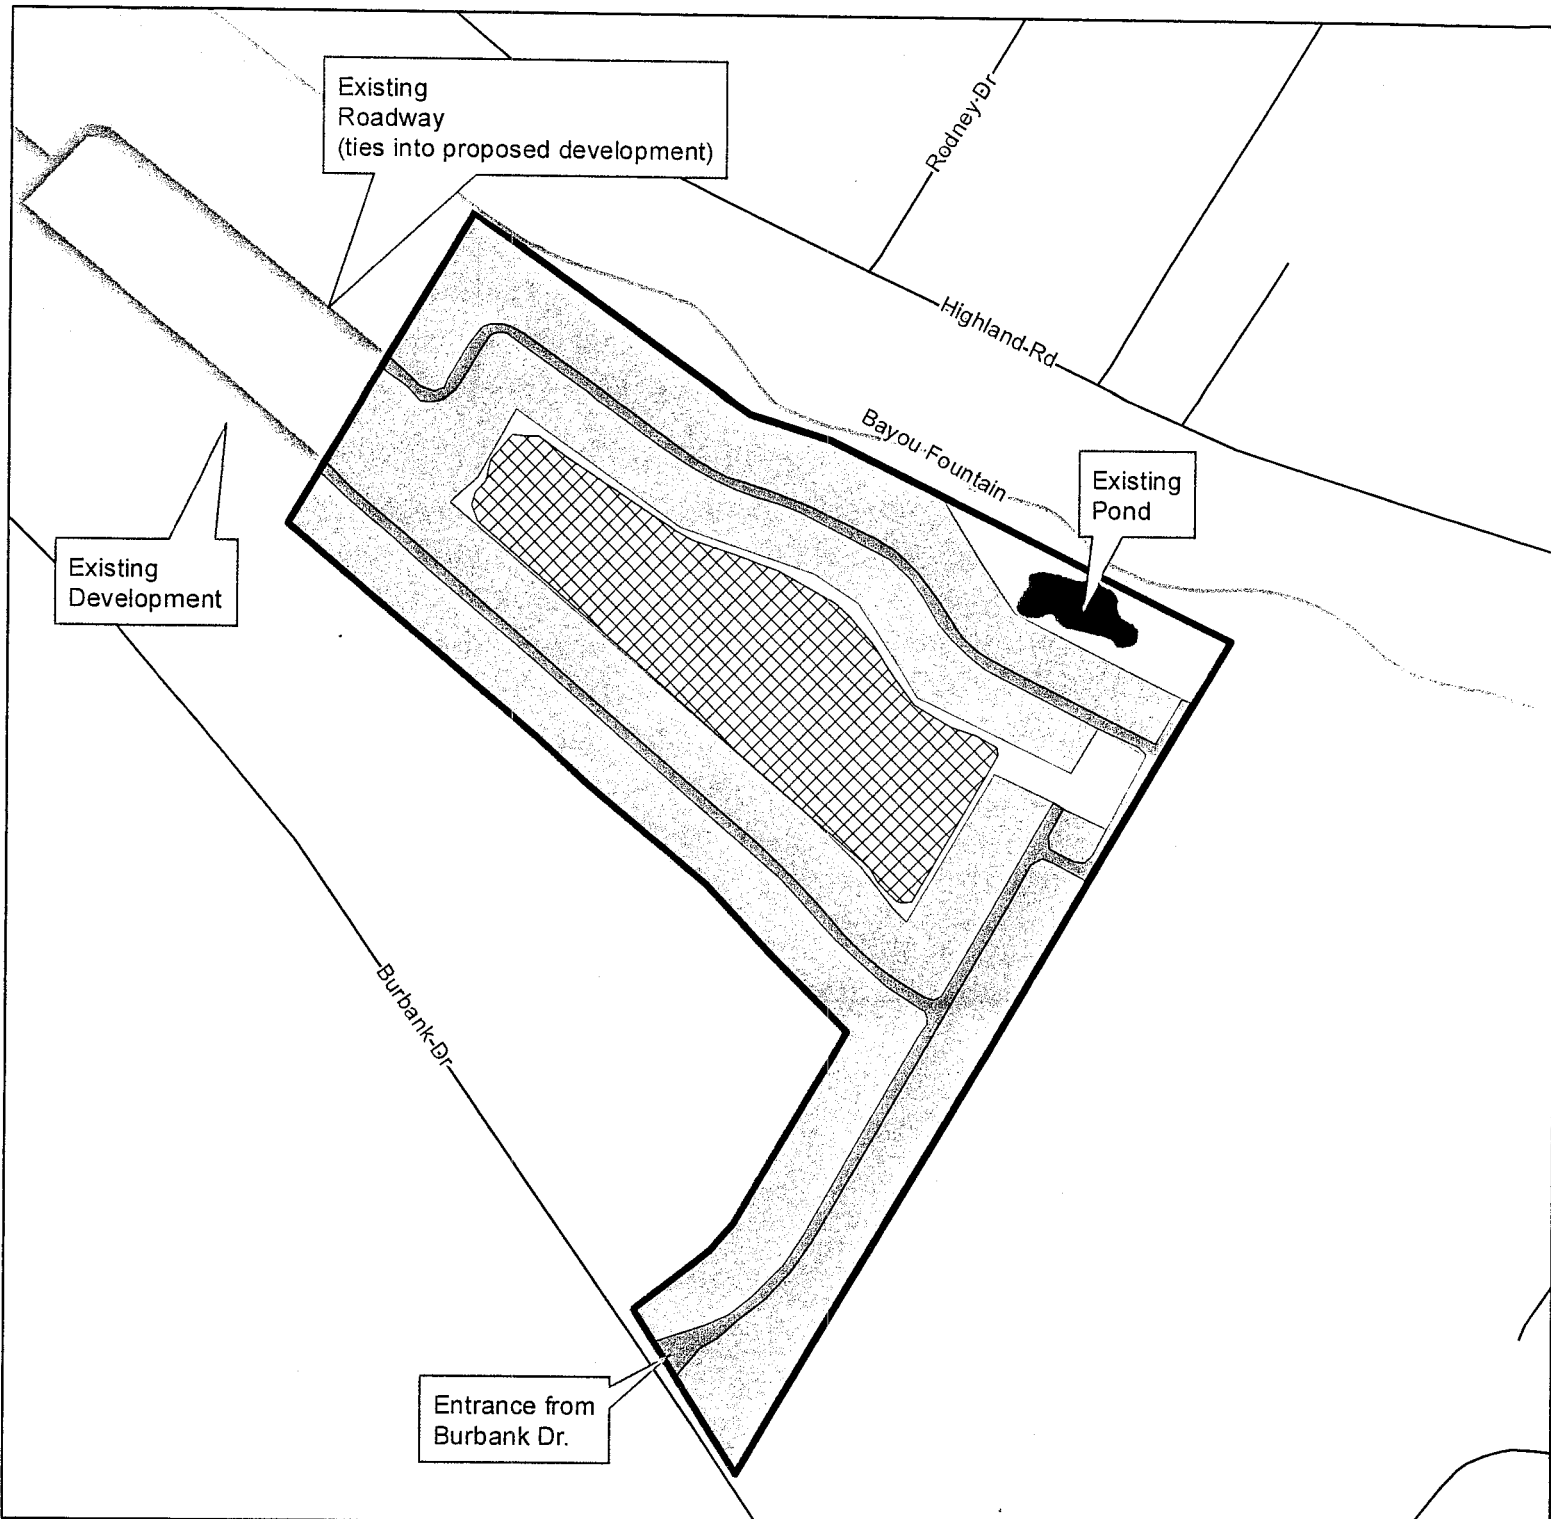 Existing
Roadway
(ties into proposed development)
Rodney Dr
Highland Rd
Bayou Fountain
Existing
Pond
Existing
Development
Burbank Dr
Entrance from
Burbank Dr.